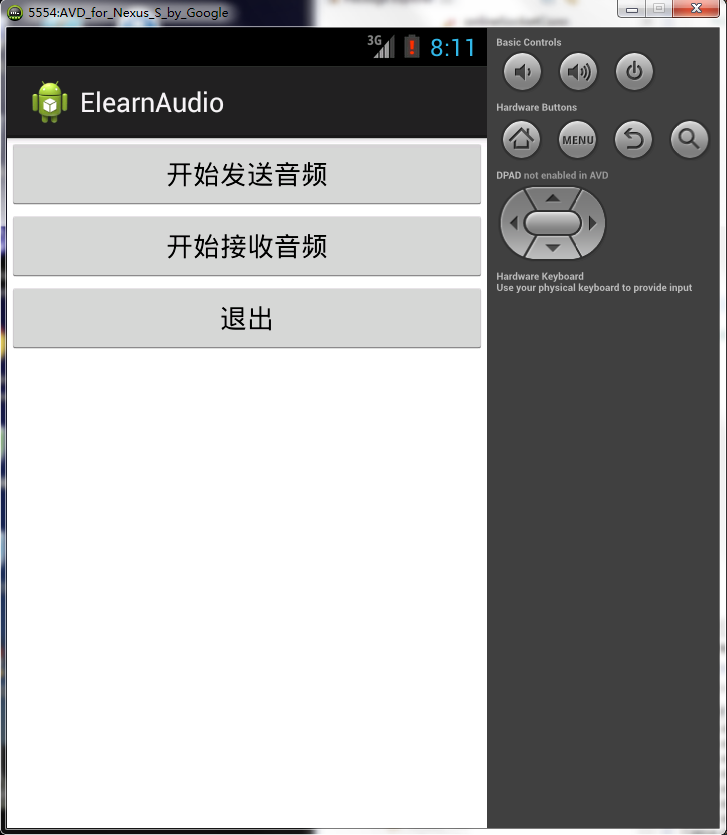 5554:AVD_for_Nexus_S_by_Google
3G
8:11
ElearnAudio
开始发送音频
开始接收音频
退出
Basic Controls
Hardware Buttons
MENU
DPAD not enabled in AVD
Hardware Keyboard
Use your physical keyboard to provide input